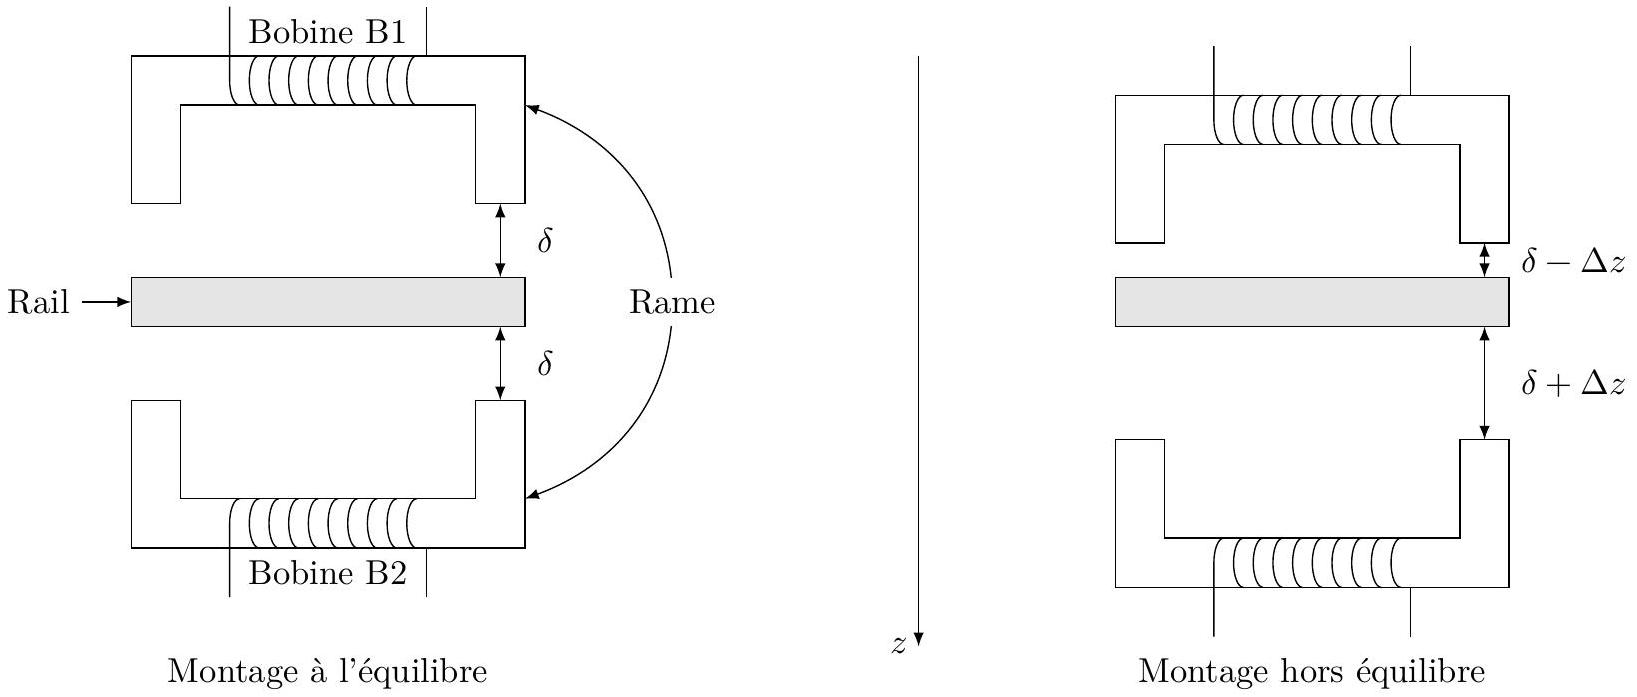 Bobine B1
δ
Rail
Rame
δ
Bobine B2
Montage à l'équilibre
z
δ − Δz
δ + Δz
Montage hors équilibre